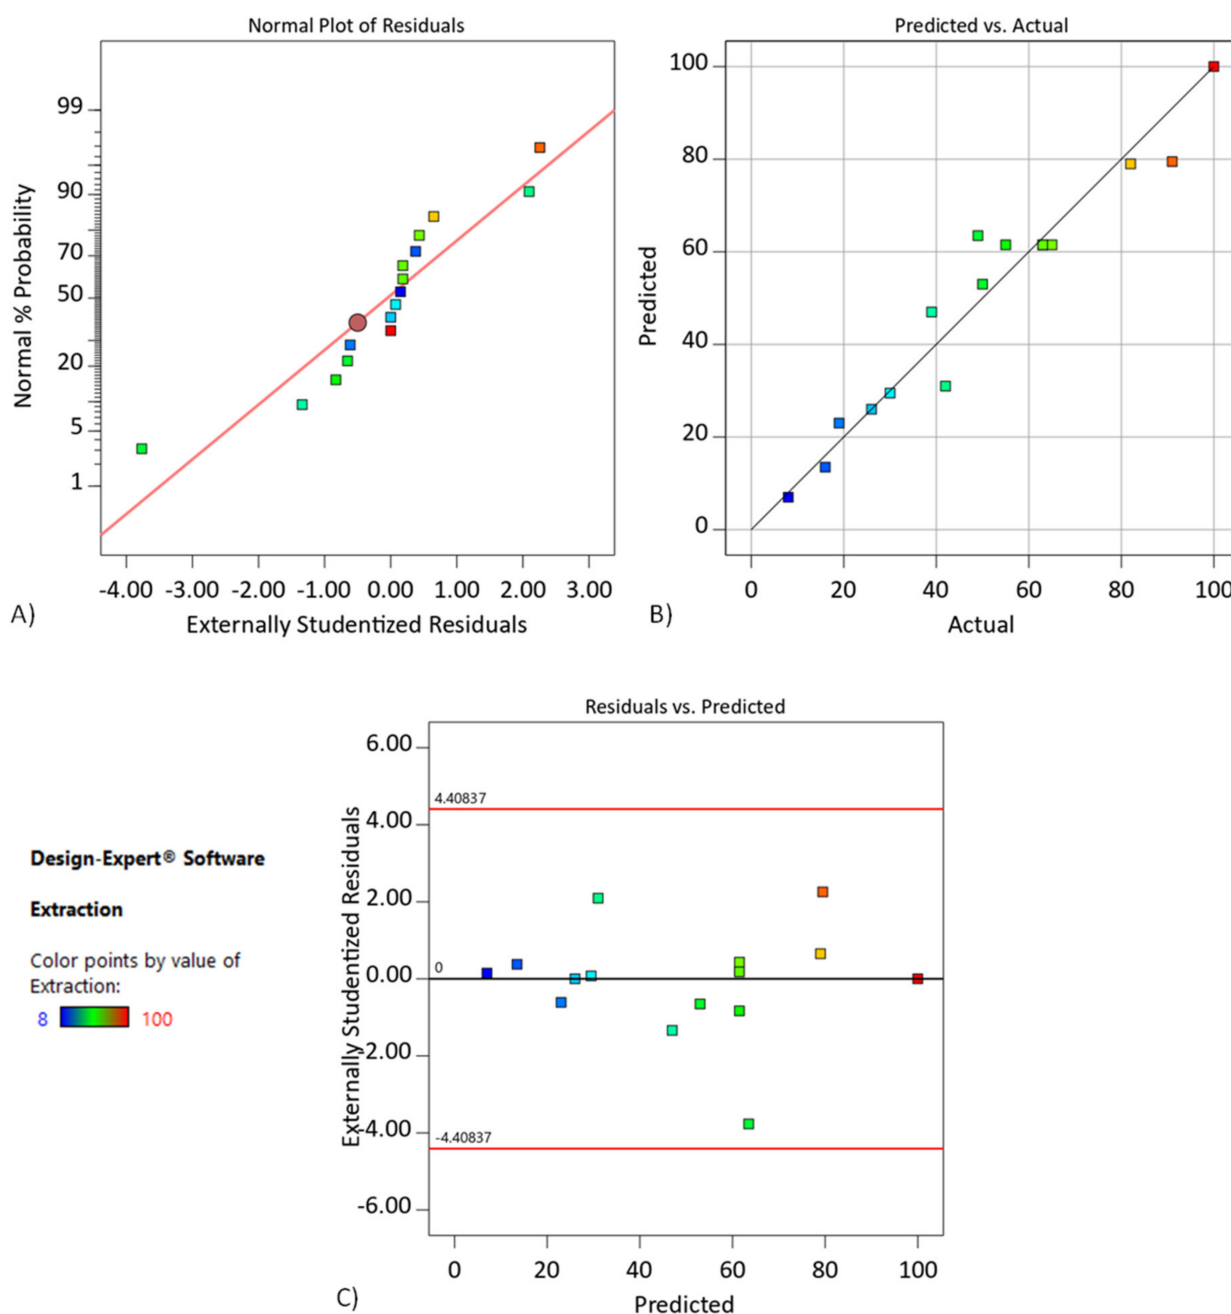 Normal Plot of Residuals
Normal % Probability
99
90
70
50
20
5
1
-4.00 -3.00 -2.00 -1.00 0.00 1.00 2.00 3.00
Externally Studentized Residuals
A)
Predicted vs. Actual
Predicted
100
80
60
40
20
0
0 20 40 60 80 100
Actual
B)
Design-Expert® Software
Extraction
Color points by value of
Extraction:
8 100
Residuals vs. Predicted
Externally Studentized Residuals
6.00
4.40837
4.00
2.00
0
0.00
-2.00
-4.00
-4.40837
-6.00
0 20 40 60 80 100
Predicted
C)